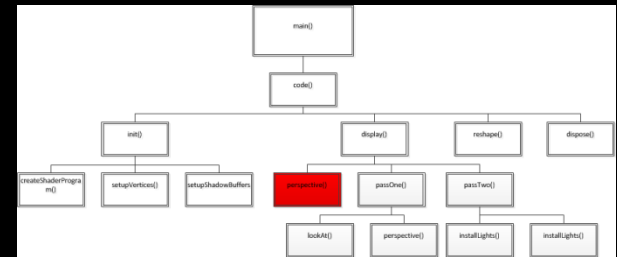 main()
code()
init()
display()
reshape()
dispose()
createShaderProgra
m()
setupVertices()
setupShadowBuffers
perspective()
passOne()
passTwo()
lookAt()
perspective()
installLights()
installLights()